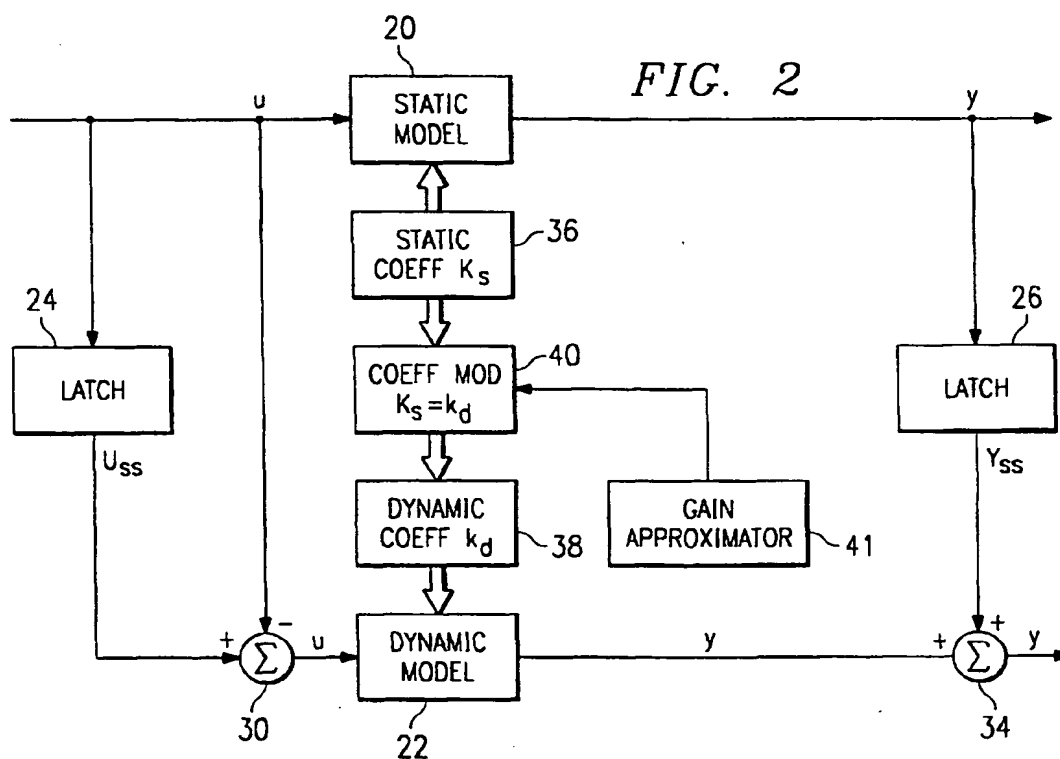 20
FIG. 2
u
STATIC
MODEL
y
STATIC
COEFF Ks
36
24
LATCH
COEFF MOD
Ks=kd
40
26
LATCH
Uss
Yss
DYNAMIC
COEFF kd
38
GAIN
APPROXIMATOR
41
+
-
Σ
u
30
DYNAMIC
MODEL
22
y
+
+
Σ
y
34